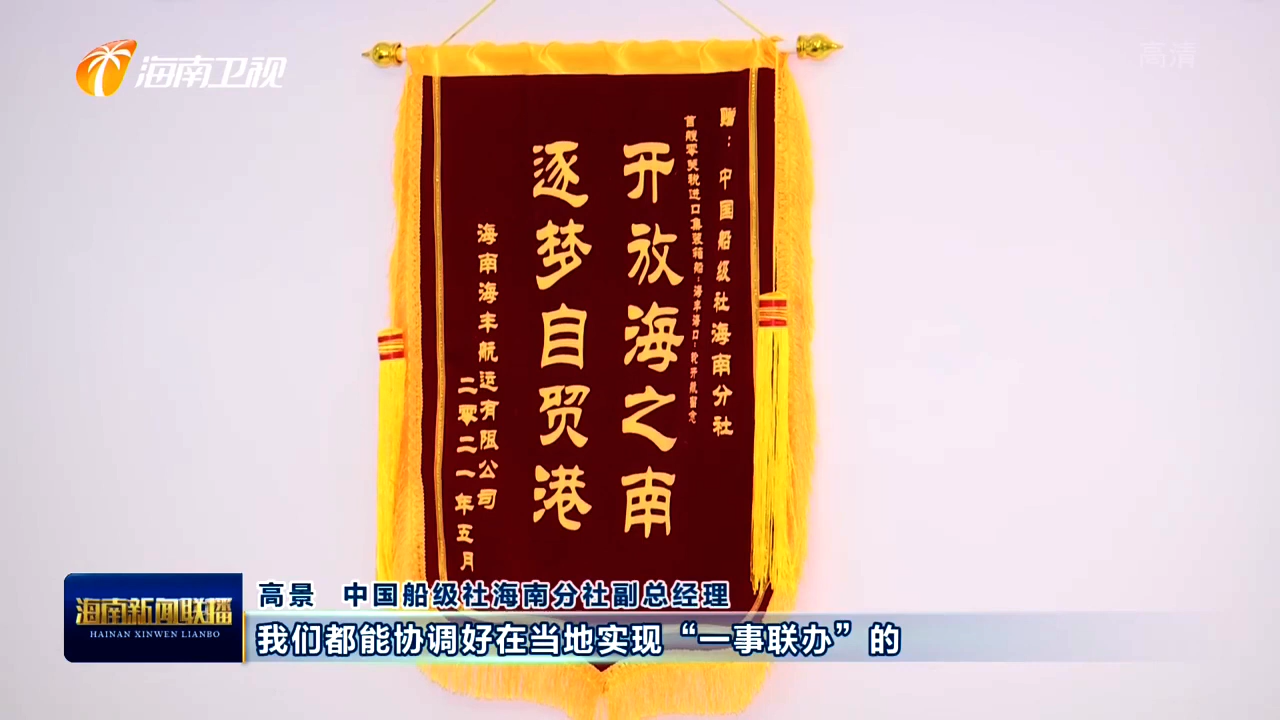 海南卫视
高清
赠：中国船级社海南分社
首艘零关税进口集装箱船“海丰海口”轮开航留念
开放海之南
逐梦自贸港
海南海丰航运有限公司
二零二一年五月
海南新闻联播
HAINAN XINWEN LIANBO
高景 中国船级社海南分社副总经理
我们都能协调好在当地实现“一事联办”的